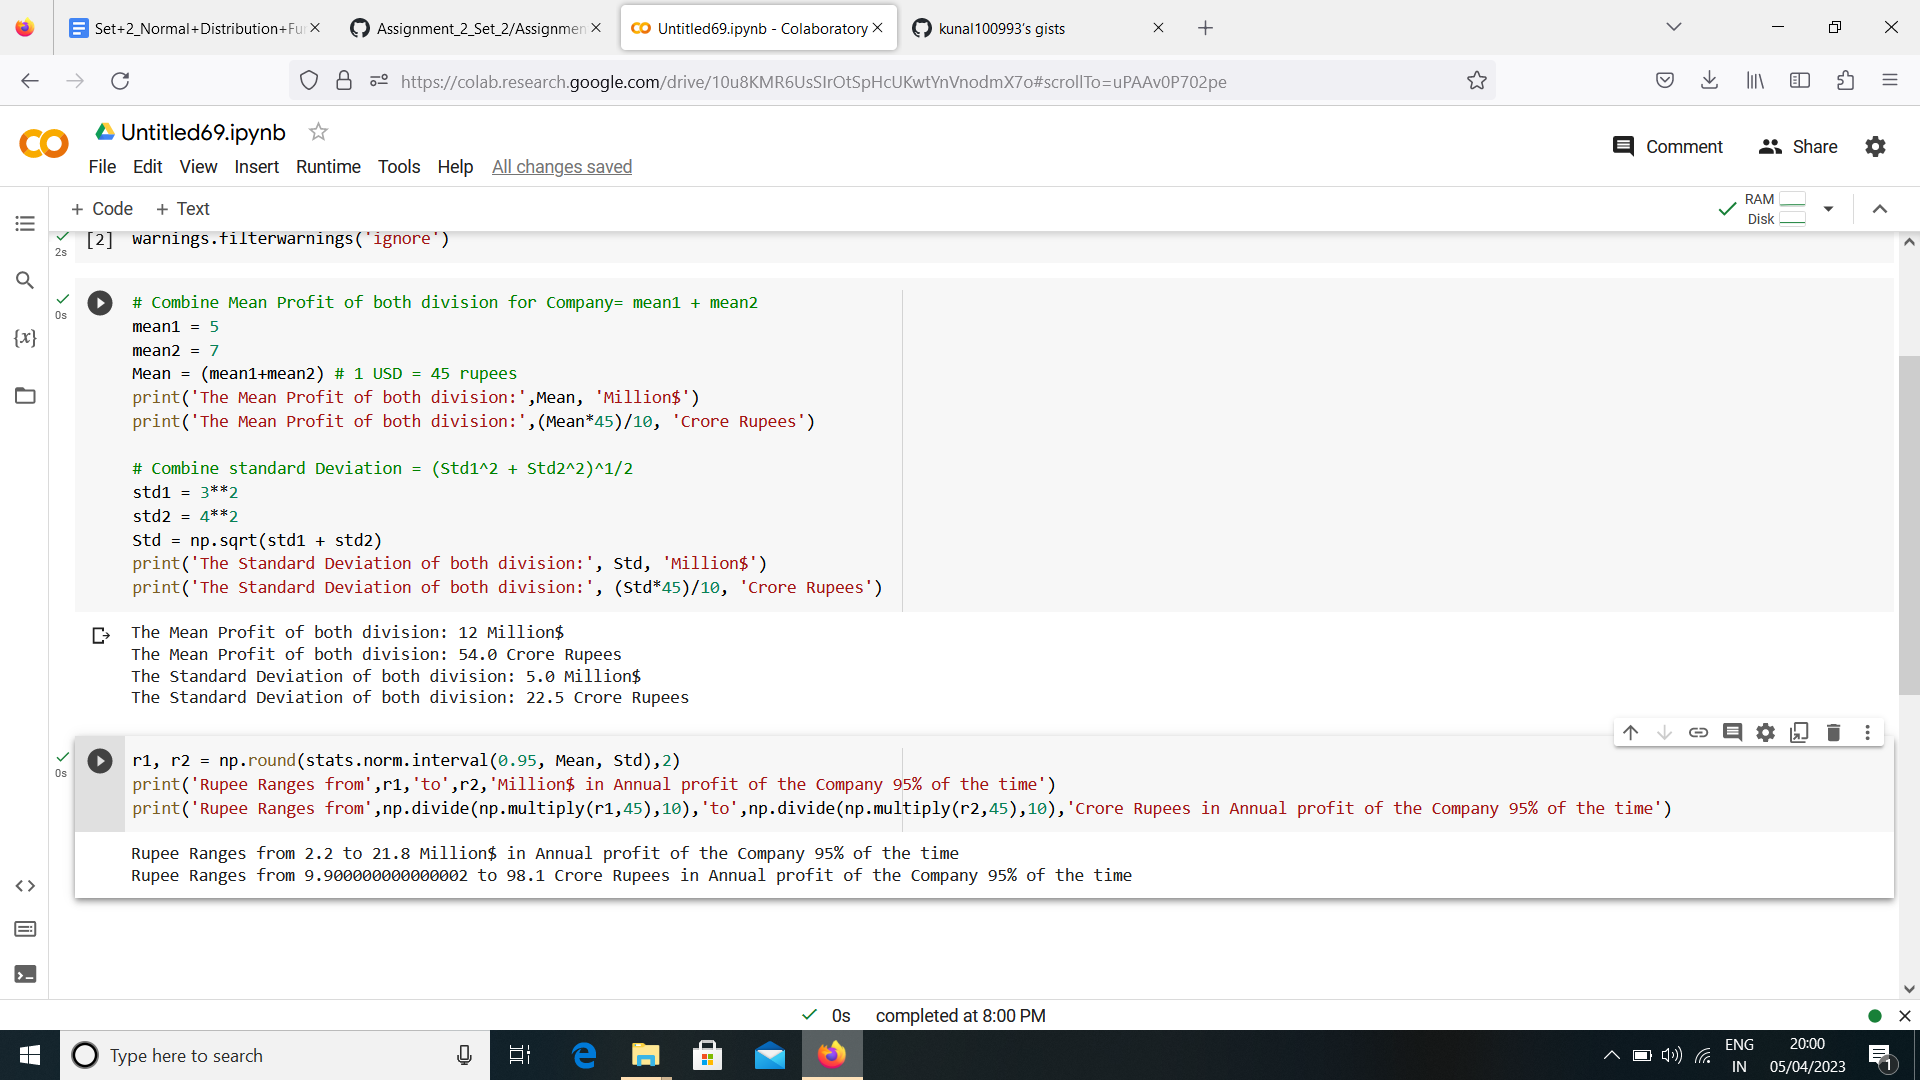 Set+2_Normal+Distribution+Fu
Assignment_2_Set_2/Assignmen
Untitled69.ipynb - Colaboratory
kunal100993's gists
https://colab.research.google.com/drive/10u8KMR6UsSIrOtSpHcUKwtYnVnodmX7o#scrollTo=uPAAv0P702pe
Untitled69.ipynb
Comment
Share
File Edit View Insert Runtime Tools Help All changes saved
+ Code + Text
RAM
Disk
[2] warnings.filterwarnings('ignore')
2s
0s
# Combine Mean Profit of both division for Company= mean1 + mean2
mean1 = 5
mean2 = 7
Mean = (mean1+mean2) # 1 USD = 45 rupees
print('The Mean Profit of both division:',Mean, 'Million$')
print('The Mean Profit of both division:',(Mean*45)/10, 'Crore Rupees')
# Combine standard Deviation = (Std1^2 + Std2^2)^1/2
std1 = 3**2
std2 = 4**2
Std = np.sqrt(std1 + std2)
print('The Standard Deviation of both division:', Std, 'Million$')
print('The Standard Deviation of both division:', (Std*45)/10, 'Crore Rupees')
The Mean Profit of both division: 12 Million$
The Mean Profit of both division: 54.0 Crore Rupees
The Standard Deviation of both division: 5.0 Million$
The Standard Deviation of both division: 22.5 Crore Rupees
0s
r1, r2 = np.round(stats.norm.interval(0.95, Mean, Std),2)
print('Rupee Ranges from',r1,'to',r2,'Million$ in Annual profit of the Company 95% of the time')
print('Rupee Ranges from',np.divide(np.multiply(r1,45),10),'to',np.divide(np.multiply(r2,45),10),'Crore Rupees in Annual profit of the Company 95% of the time')
Rupee Ranges from 2.2 to 21.8 Million$ in Annual profit of the Company 95% of the time
Rupee Ranges from 9.900000000000002 to 98.1 Crore Rupees in Annual profit of the Company 95% of the time
{x}
0s completed at 8:00 PM
Type here to search
ENG
IN
20:00
05/04/2023
1